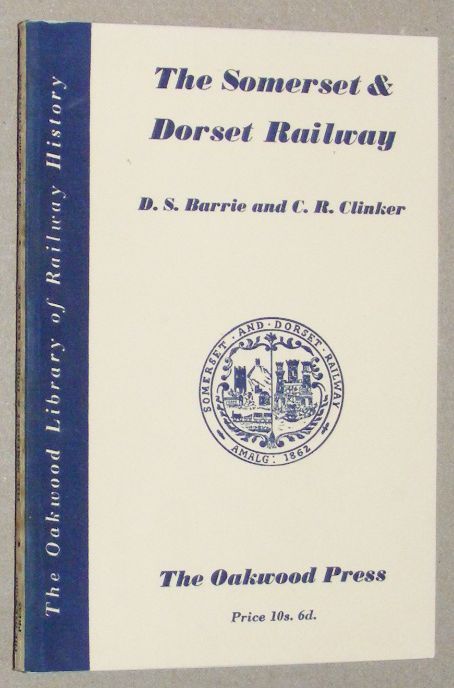 The Oakwood Library of Railway History
The Somerset &
Dorset Railway
D. S. Barrie and C. R. Clinker
SOMERSET · AND · DORSET · RAILWAY
AMALG: 1862
The Oakwood Press
Price 10s. 6d.